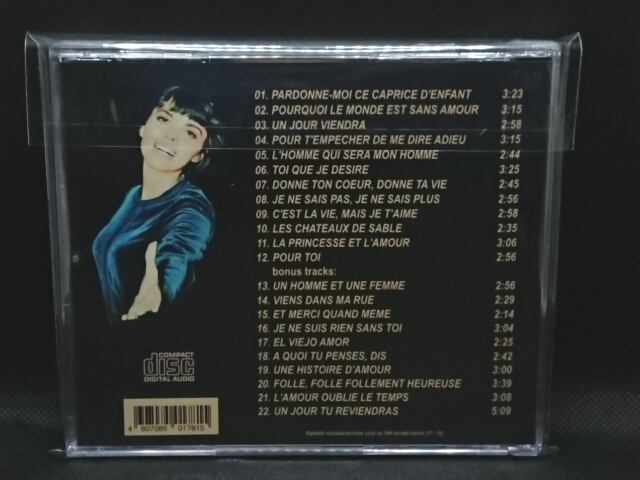 01. PARDONNE-MOI CE CAPRICE D'ENFANT 3:23
02. POURQUOI LE MONDE EST SANS AMOUR 3:15
03. UN JOUR VIENDRA 2:58
04. POUR T'EMPECHER DE ME DIRE ADIEU 3:15
05. L'HOMME QUI SERA MON HOMME 2:44
06. TOI QUE JE DESIRE 3:25
07. DONNE TON COEUR, DONNE TA VIE 2:45
08. JE NE SAIS PAS, JE NE SAIS PLUS 2:56
09. C'EST LA VIE, MAIS JE T'AIME 2:58
10. LES CHATEAUX DE SABLE 2:35
11. LA PRINCESSE ET L'AMOUR 3:06
12. POUR TOI 2:56
bonus tracks:
13. UN HOMME ET UNE FEMME 2:56
14. VIENS DANS MA RUE 2:29
15. ET MERCI QUAND MEME 2:14
16. JE NE SUIS RIEN SANS TOI 3:04
17. EL VIEJO AMOR 2:25
18. A QUOI TU PENSES, DIS 2:42
19. UNE HISTOIRE D'AMOUR 3:00
20. FOLLE, FOLLE FOLLEMENT HEUREUSE 3:39
21. L'AMOUR OUBLIE LE TEMPS 3:08
22. UN JOUR TU REVIENDRAS 5:09
COMPACT
disc
DIGITAL AUDIO
4 607085 017815